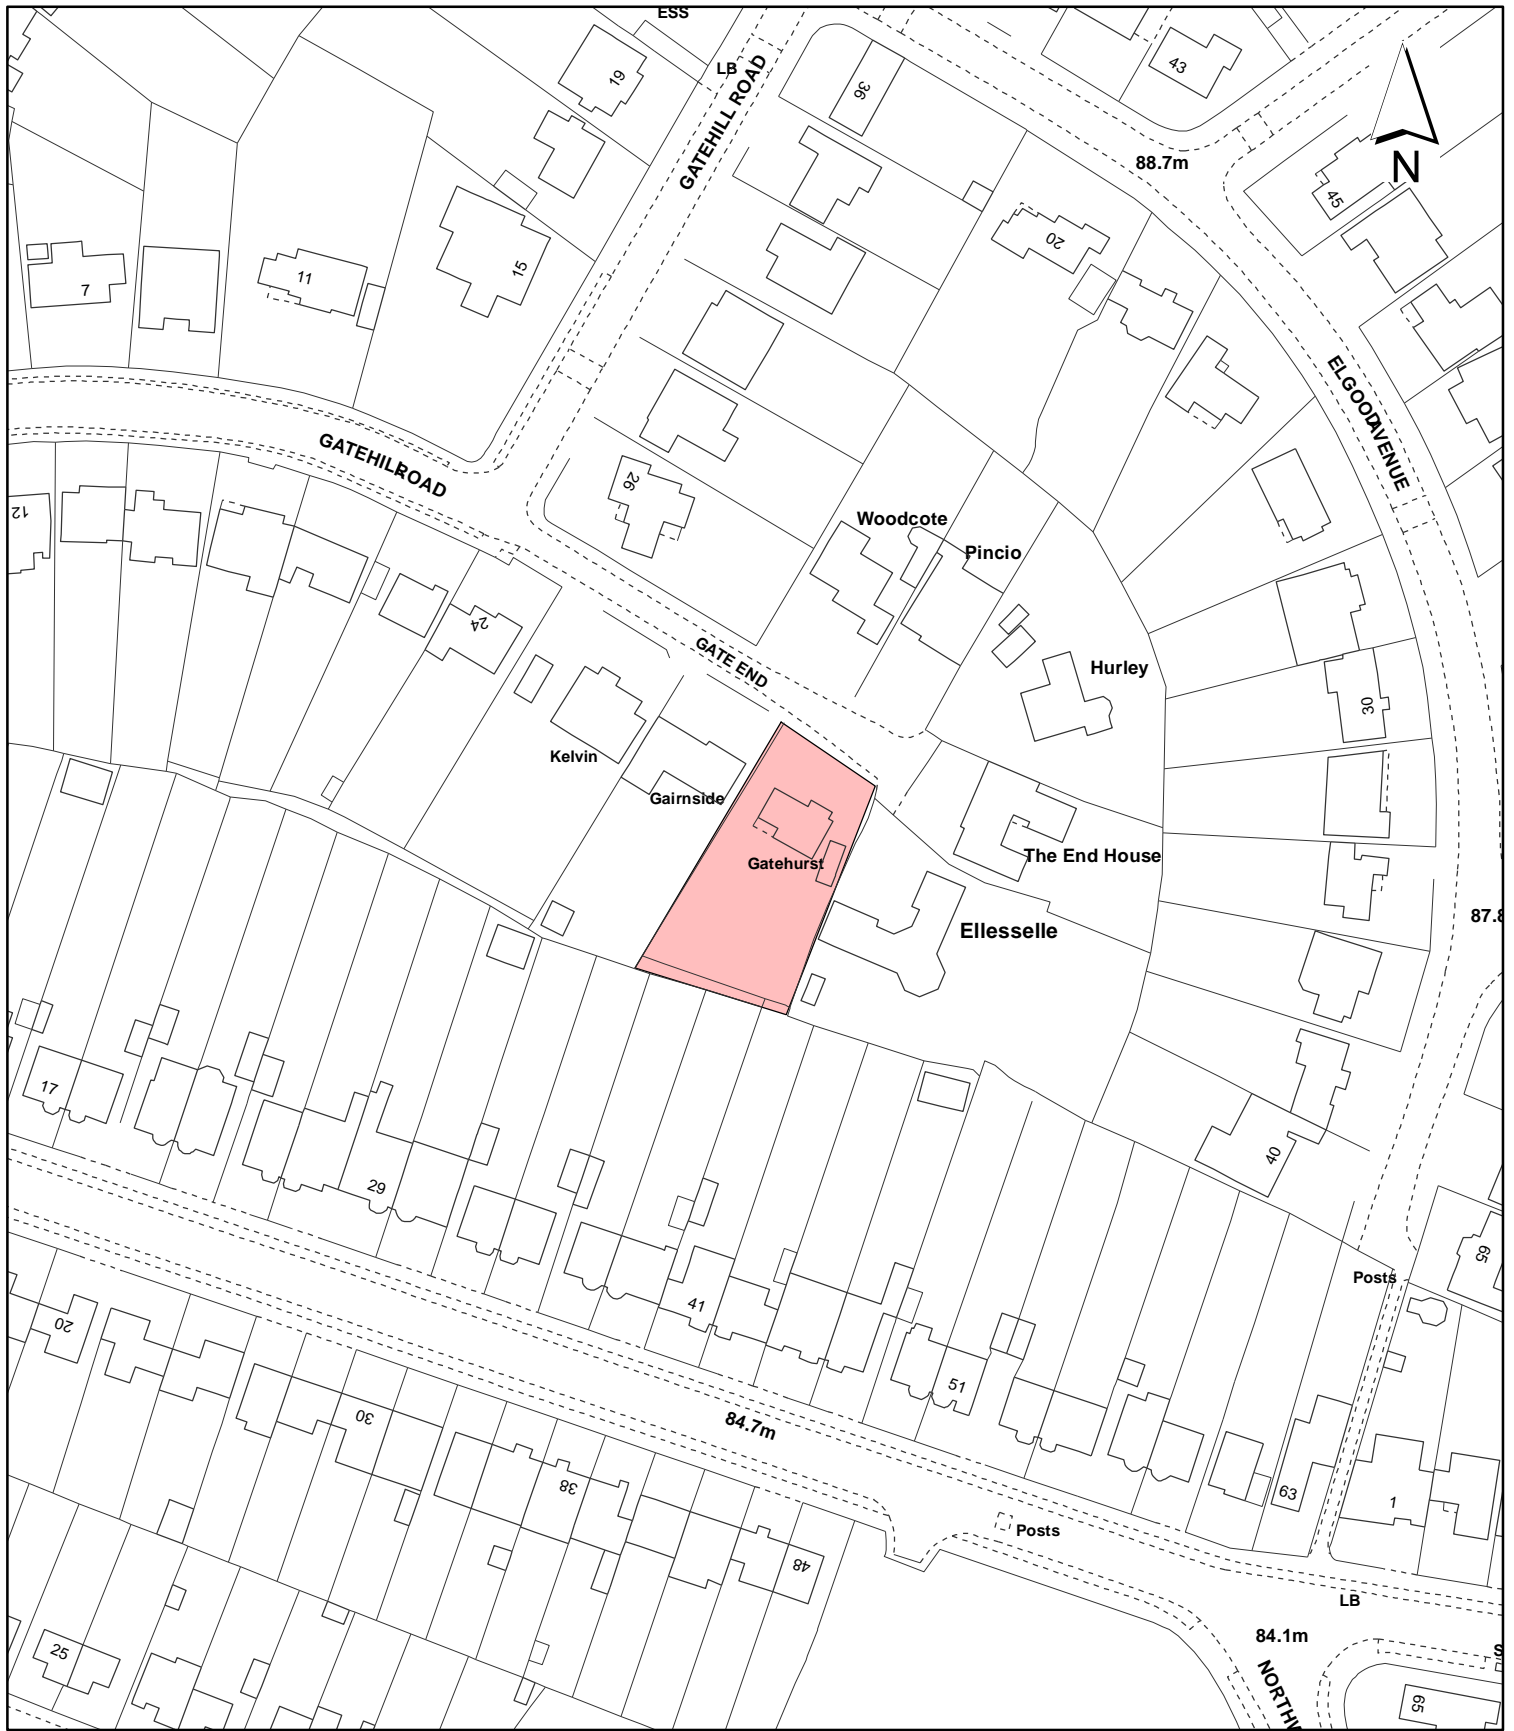 ESS
LB
GATEHILL ROAD
19
36
43
88.7m
N
45
20
7
11
15
ELGOOD AVENUE
GATEHILL ROAD
26
12
Woodcote
Pincio
24
GATE END
Hurley
30
Kelvin
Gairnside
Gatehurst
The End House
Ellesselle
17
29
40
65
Posts
41
20
51
30
84.7m
38
63
1
Posts
48
LB
84.1m
25
65